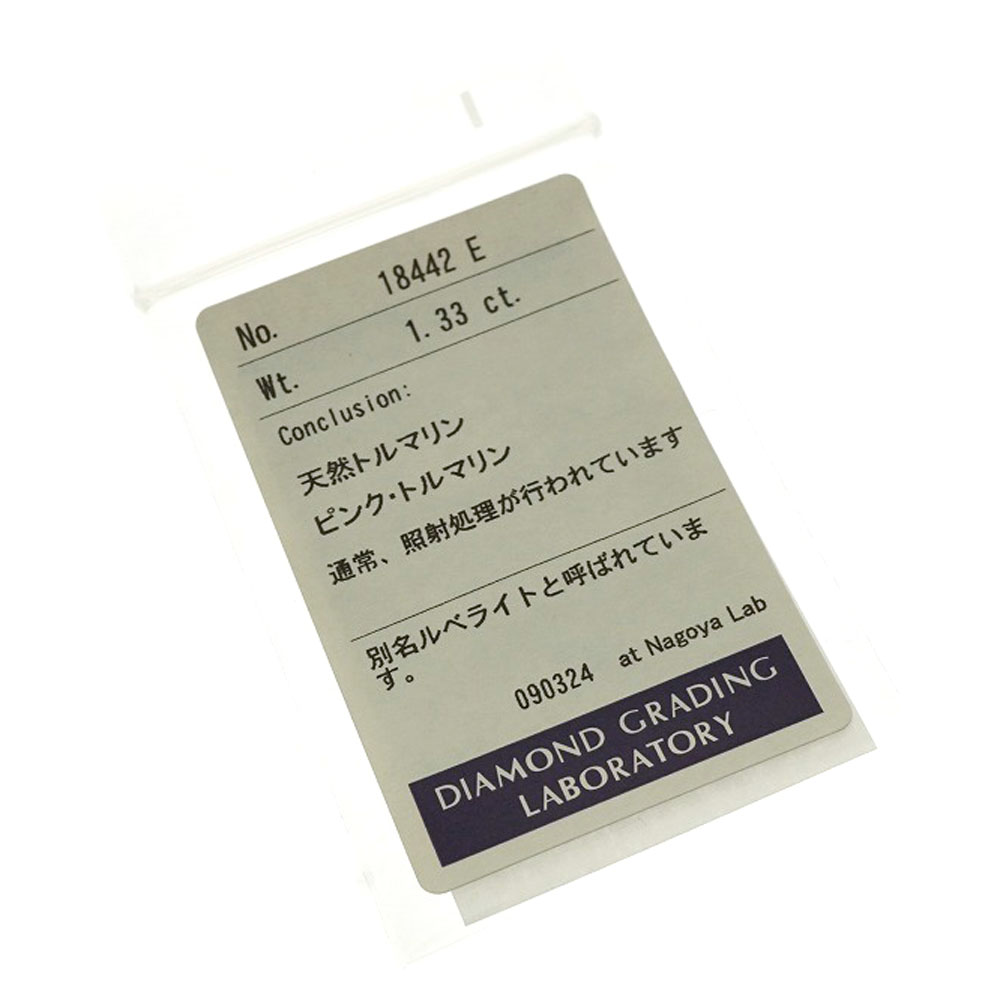 No. 18442 E
Wt. 1.33 ct.
Conclusion:
天然トルマリン
ピンク・トルマリン
通常、照射処理が行われています
別名ルベライトと呼ばれていま
す。
090324 at Nagoya Lab
DIAMOND GRADING
LABORATORY